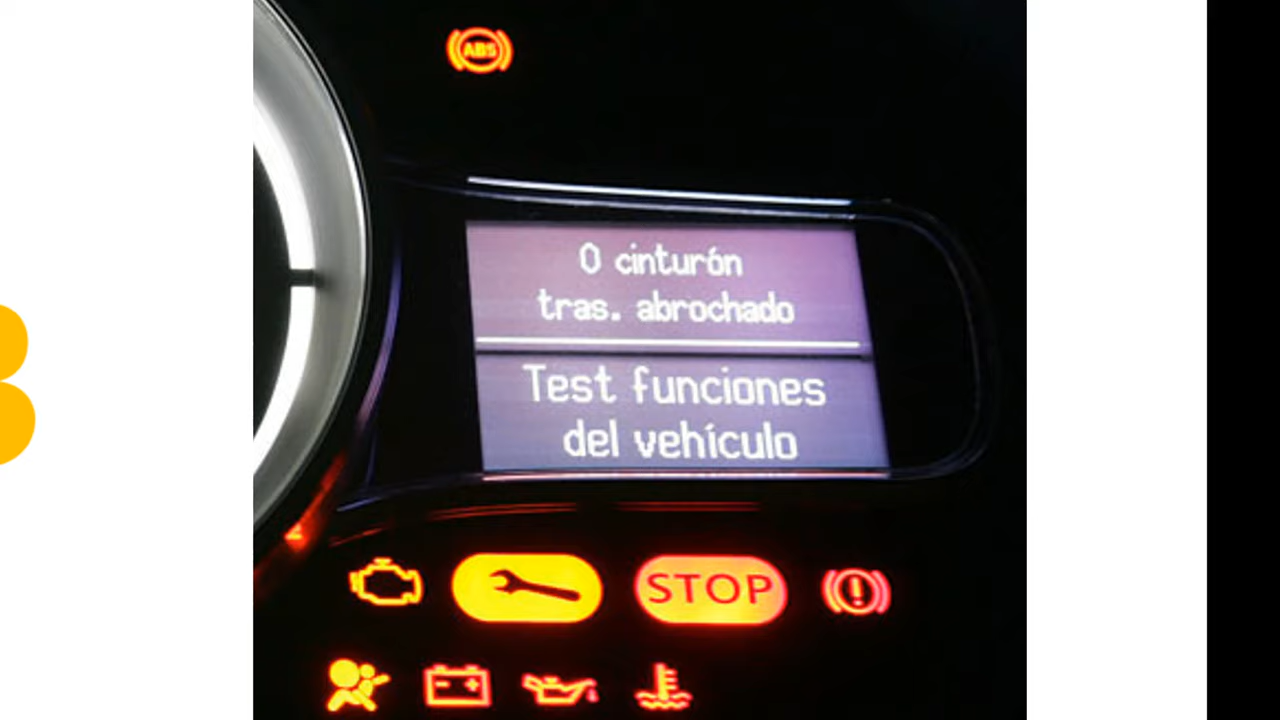 ABS
0 cinturón
tras. abrochado
Test funciones
del vehículo
STOP